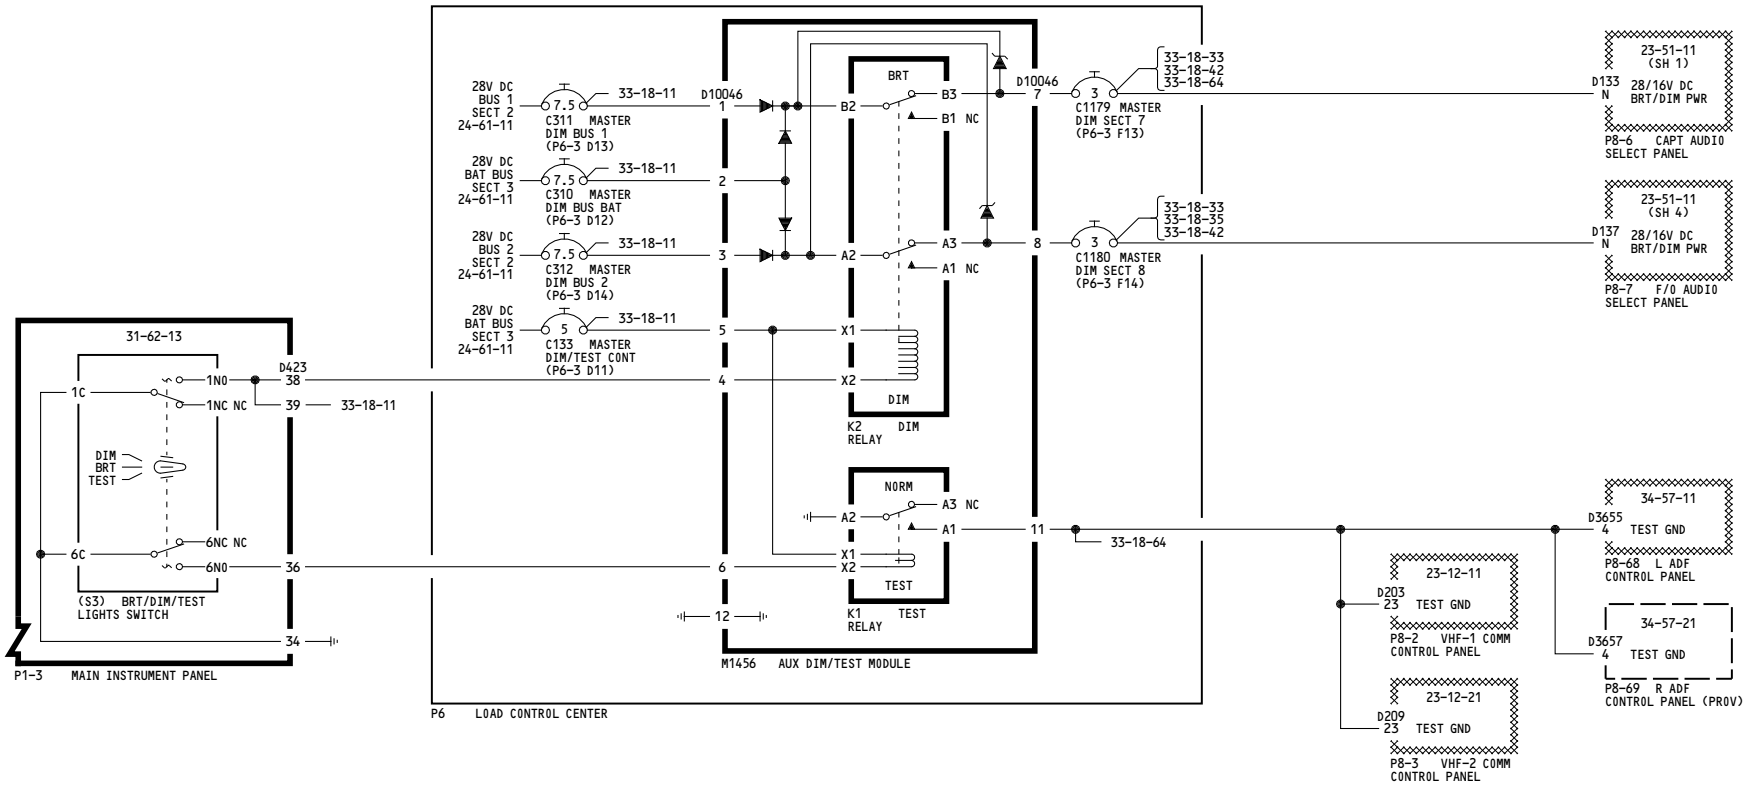 28V DC
BUS 1
SECT 2
24-61-11
7.5
33-18-11
C311 MASTER
DIM BUS 1
(P6-3 D13)
28V DC
BAT BUS
SECT 3
24-61-11
7.5
33-18-11
C310 MASTER
DIM BUS BAT
(P6-3 D12)
28V DC
BUS 2
SECT 2
24-61-11
7.5
33-18-11
C312 MASTER
DIM BUS 2
(P6-3 D14)
28V DC
BAT BUS
SECT 3
24-61-11
5
33-18-11
C133 MASTER
DIM/TEST CONT
(P6-3 D11)
D10046
1
2
3
5
4
6
12
BRT
B2
B3
B1 NC
A2
A3
A1 NC
X1
X2
DIM
K2 DIM
RELAY
NORM
A2
A3 NC
A1
X1
X2
TEST
K1 TEST
RELAY
M1456 AUX DIM/TEST MODULE
P6 LOAD CONTROL CENTER
D10046
7
8
11
3
C1179 MASTER
DIM SECT 7
(P6-3 F13)
33-18-33
33-18-42
33-18-64
3
C1180 MASTER
DIM SECT 8
(P6-3 F14)
33-18-33
33-18-35
33-18-42
33-18-64
31-62-13
D423
1C
1NO
38
1NC NC
39
33-18-11
DIM
BRT
TEST
6C
6NC NC
6NO
36
(S3) BRT/DIM/TEST
LIGHTS SWITCH
34
P1-3 MAIN INSTRUMENT PANEL
23-51-11
(SH 1)
D133
N
28/16V DC
BRT/DIM PWR
P8-6 CAPT AUDIO
SELECT PANEL
23-51-11
(SH 4)
D137
N
28/16V DC
BRT/DIM PWR
P8-7 F/O AUDIO
SELECT PANEL
34-57-11
D3655
4 TEST GND
P8-68 L ADF
CONTROL PANEL
23-12-11
D203
23 TEST GND
P8-2 VHF-1 COMM
CONTROL PANEL
34-57-21
D3657
4 TEST GND
P8-69 R ADF
CONTROL PANEL (PROV)
23-12-21
D209
23 TEST GND
P8-3 VHF-2 COMM
CONTROL PANEL